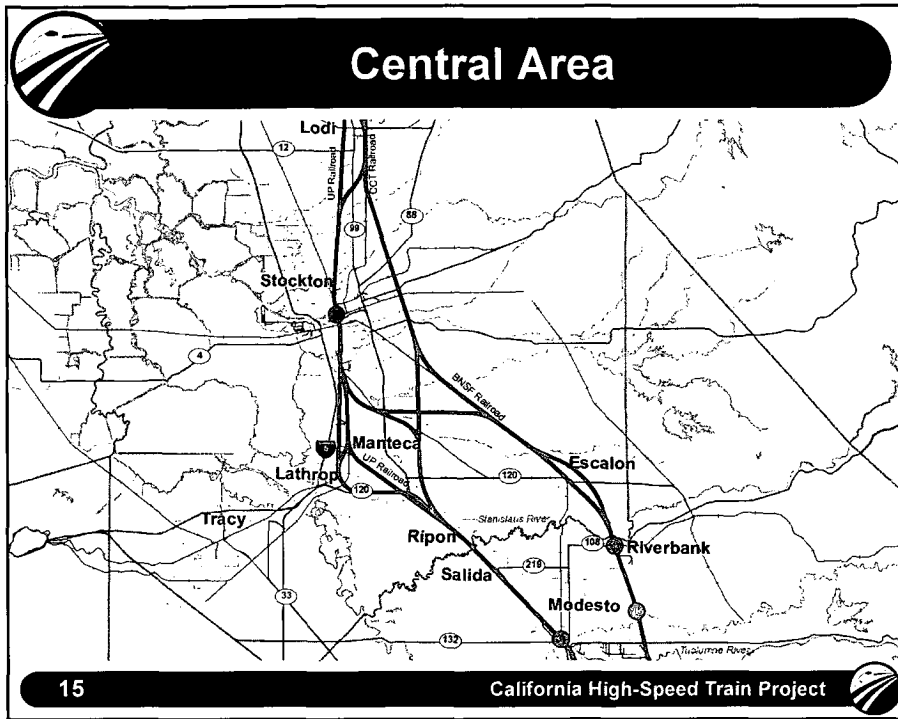 Central Area
Lodi
12
UP Railroad
CCT Railroad
99
88
Stockton
4
BNSF Railroad
5
Manteca
Lathrop
UP Railroad
Escalon
120
120
Tracy
Ripon
Stanislaus River
108
Riverbank
Salida
219
33
Modesto
132
Tuolumne River
15
California High-Speed Train Project